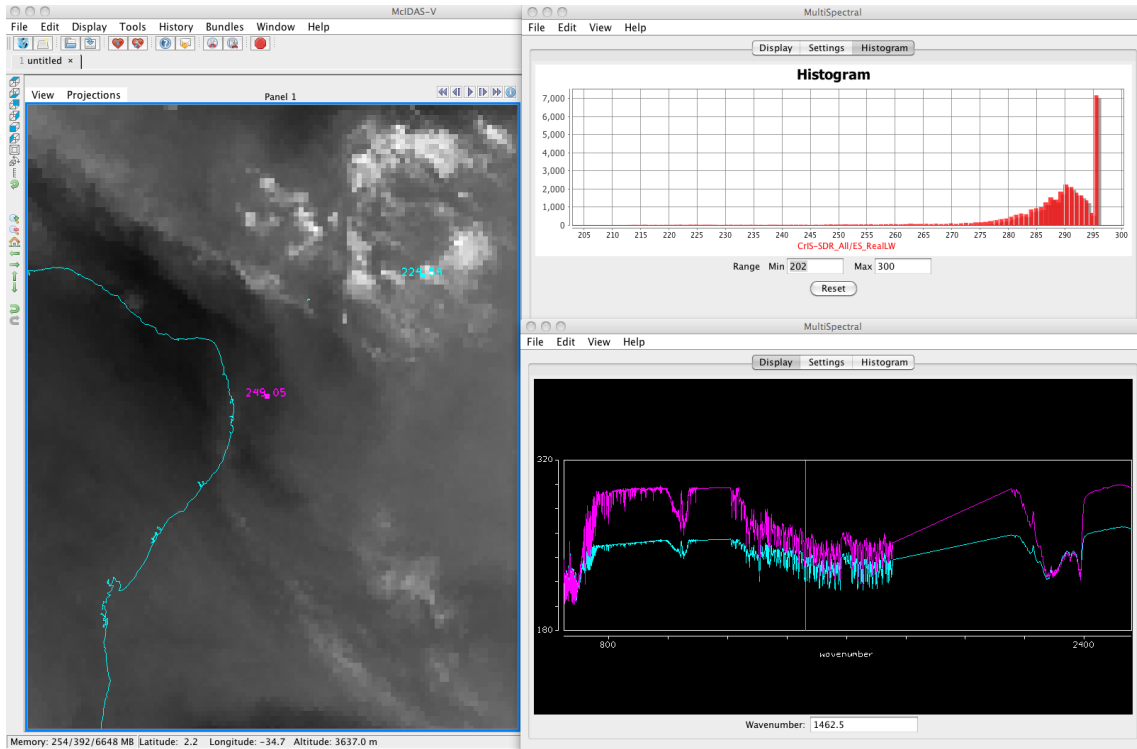 McIDAS-V
File Edit Display Tools History Bundles Window Help
1 untitled ×
View Projections
Panel 1
249.05
Memory: 254/392/6648 MB Latitude: 2.2 Longitude: -34.7 Altitude: 3637.0 m
MultiSpectral
File Edit View Help
Display Settings Histogram
Histogram
7,000
6,000
5,000
4,000
3,000
2,000
1,000
0
205 210 215 220 225 230 235 240 245 250 255 260 265 270 275 280 285 290 295 300
CrIS-SDR_All/ES_RealLW
Range Min 202 Max 300
Reset
MultiSpectral
File Edit View Help
Display Settings Histogram
320
180
800 2400
wavenumber
Wavenumber: 1462.5